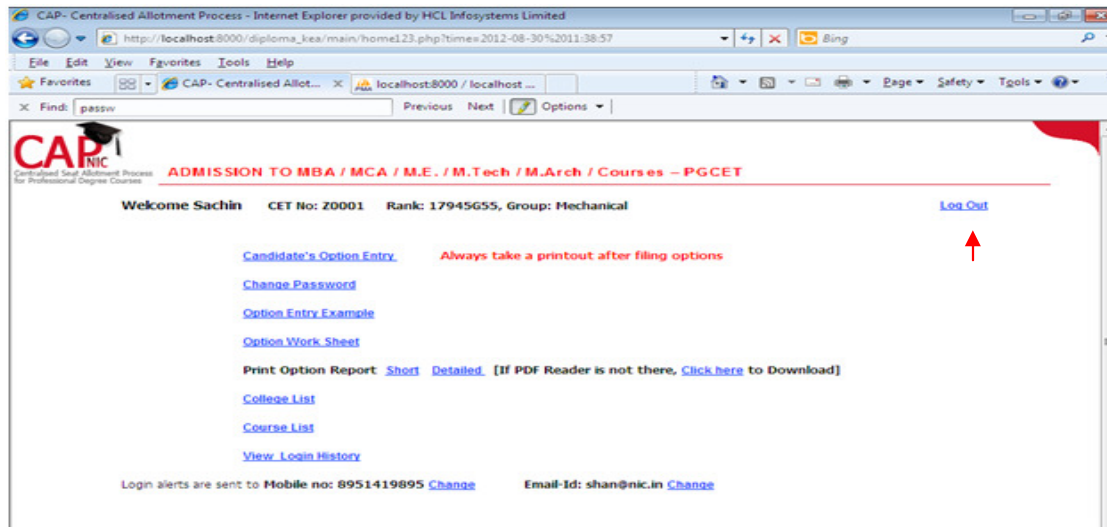 CAP- Centralised Allotment Process - Internet Explorer provided by HCL Infosystems Limited
http://localhost:8000/diploma_kea/main/home123.php?time=2012-08-30%2011:38:57
Bing
File Edit View Favorites Tools Help
Favorites CAP- Centralised Allot... localhost:8000 / localhost ... Page Safety Tools
Find: passw Previous Next Options
CAP NIC
Centralised Seat Allotment Process
for Professional Degree Courses
ADMISSION TO MBA / MCA / M.E. / M.Tech / M.Arch / Courses – PGCET
Welcome Sachin CET No: Z0001 Rank: 17945G55, Group: Mechanical Log Out
Candidate's Option Entry Always take a printout after filing options
Change Password
Option Entry Example
Option Work Sheet
Print Option Report Short Detailed [If PDF Reader is not there, Click here to Download]
College List
Course List
View Login History
Login alerts are sent to Mobile no: 8951419895 Change Email-Id: shan@nic.in Change